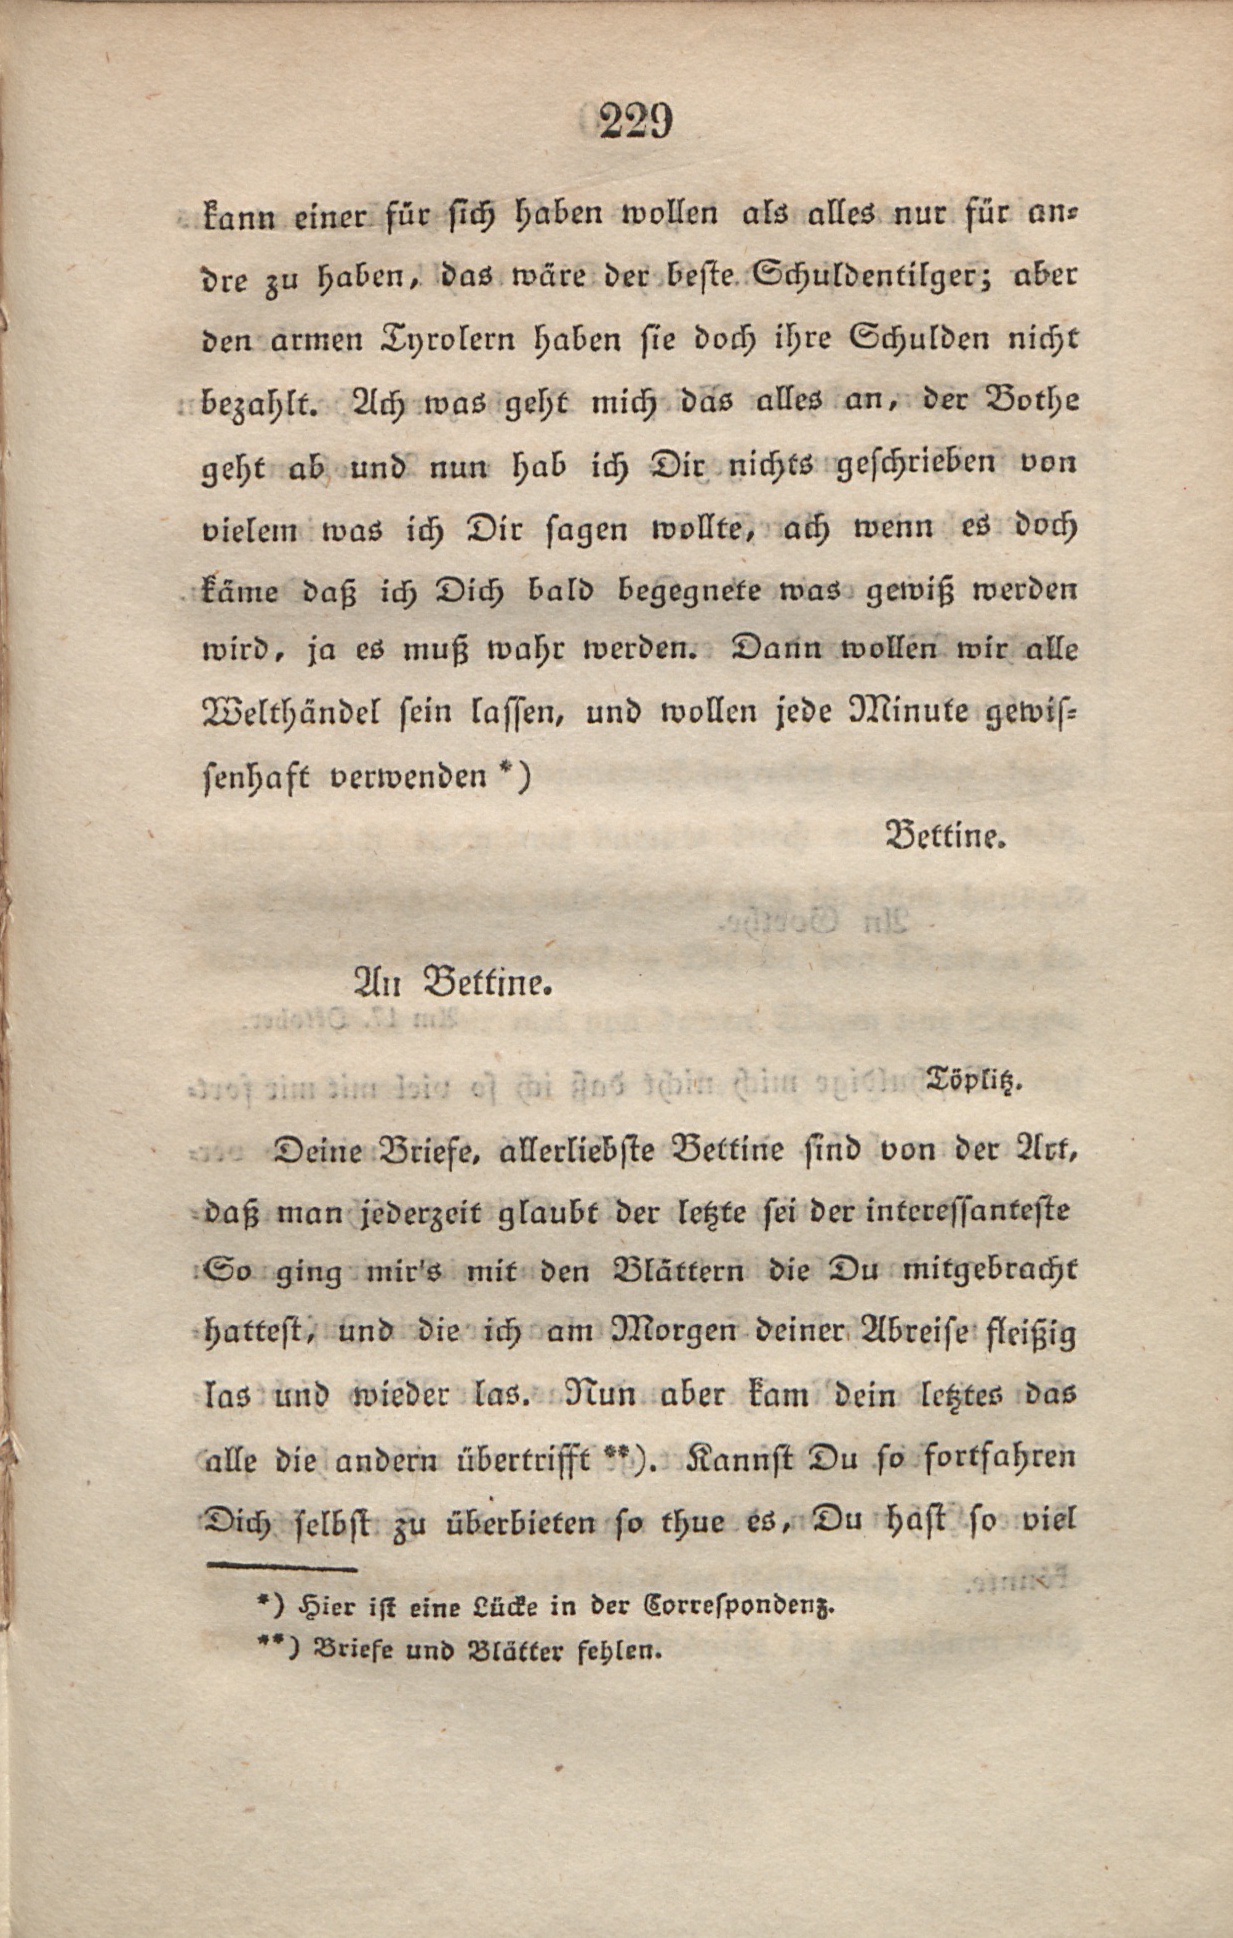 229
kann einer für sich haben wollen als alles nur für an-
dre zu haben, das wäre der beste Schuldentilger; aber
den armen Tyrolern haben sie doch ihre Schulden nicht
bezahlt. Ach was geht mich das alles an, der Bothe
geht ab und nun hab ich Dir nichts geschrieben von
vielem was ich Dir sagen wollte, ach wenn es doch
käme daß ich Dich bald begegnete was gewiß werden
wird, ja es muß wahr werden. Dann wollen wir alle
Welthändel sein lassen, und wollen jede Minute gewis-
senhaft verwenden *)
Bettine.
An Bettine.
Töplitz.
Deine Briefe, allerliebste Bettine sind von der Art,
daß man jederzeit glaubt der letzte sei der interessanteste
So ging mir's mit den Blättern die Du mitgebracht
hattest, und die ich am Morgen deiner Abreise fleißig
las und wieder las. Nun aber kam dein letztes das
alle die andern übertrifft **). Kannst Du so fortfahren
Dich selbst zu überbieten so thue es, Du hast so viel
*) Hier ist eine Lücke in der Correspondenz.
**) Briefe und Blätter fehlen.